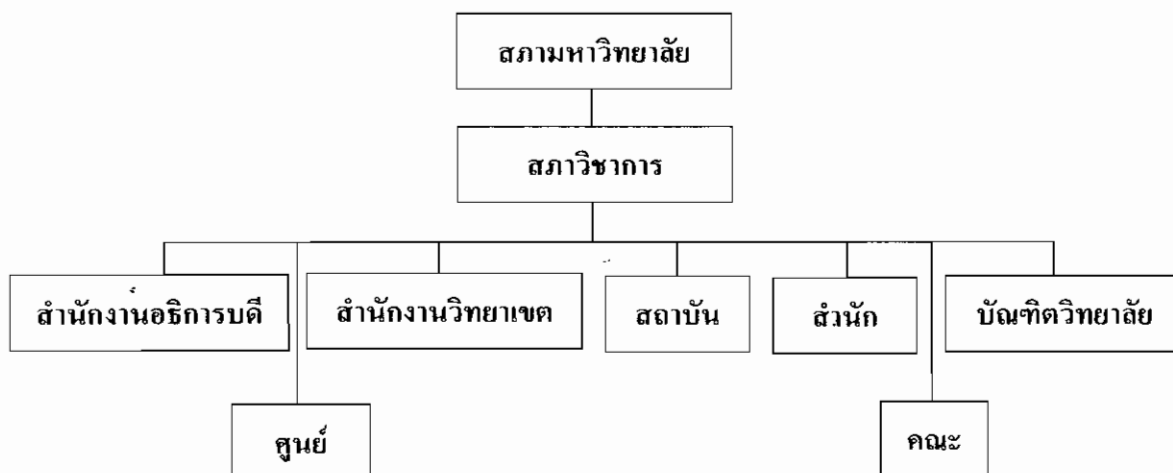 สภามหาวิทยาลัย
สภาวิชาการ
สำนักงานอธิการบดี
สำนักงานวิทยาเขต
สถาบัน
สำนัก
บัณฑิตวิทยาลัย
ศูนย์
คณะ